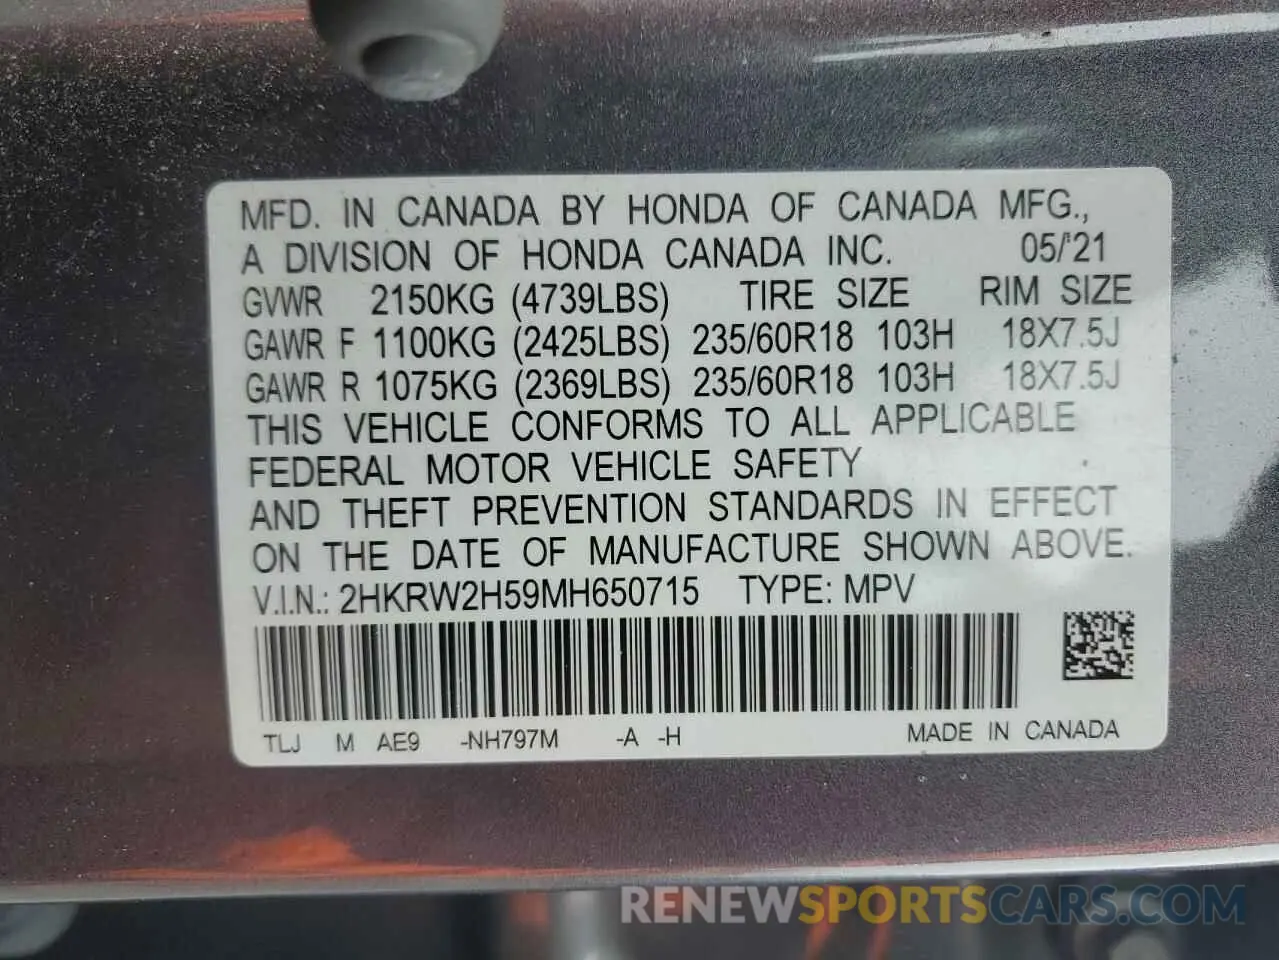 MFD. IN CANADA BY HONDA OF CANADA MFG.,
A DIVISION OF HONDA CANADA INC. 05/21
GVWR 2150KG (4739LBS) TIRE SIZE RIM SIZE
GAWR F 1100KG (2425LBS) 235/60R18 103H 18X7.5J
GAWR R 1075KG (2369LBS) 235/60R18 103H 18X7.5J
THIS VEHICLE CONFORMS TO ALL APPLICABLE
FEDERAL MOTOR VEHICLE SAFETY
AND THEFT PREVENTION STANDARDS IN EFFECT
ON THE DATE OF MANUFACTURE SHOWN ABOVE.
V.I.N.: 2HKRW2H59MH650715 TYPE: MPV
TLJ M AE9 -NH797M -A -H MADE IN CANADA
RENEWSPORTSCARS.COM